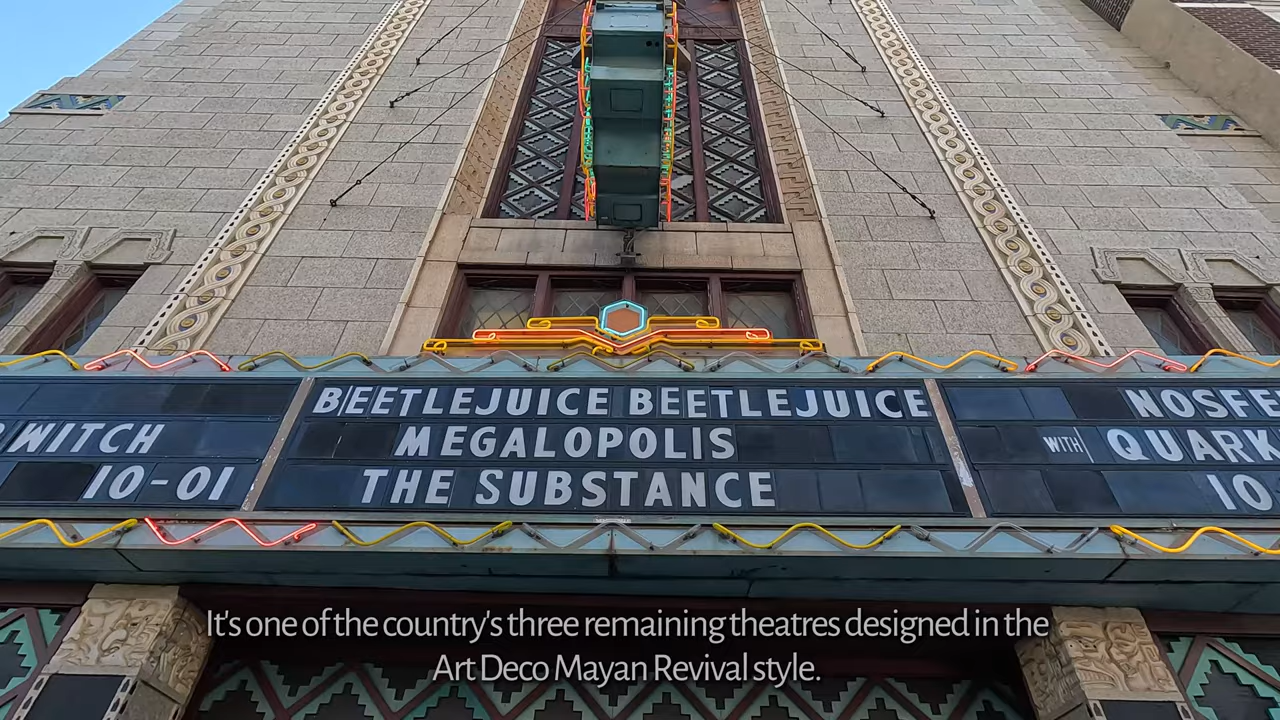 BEETLEJUICE BEETLEJUICE
MEGALOPOLIS
THE SUBSTANCE
WITCH
10-01
NOSFE
WITH QUARK
10
It's one of the country's three remaining theatres designed in the
Art Deco Mayan Revival style.